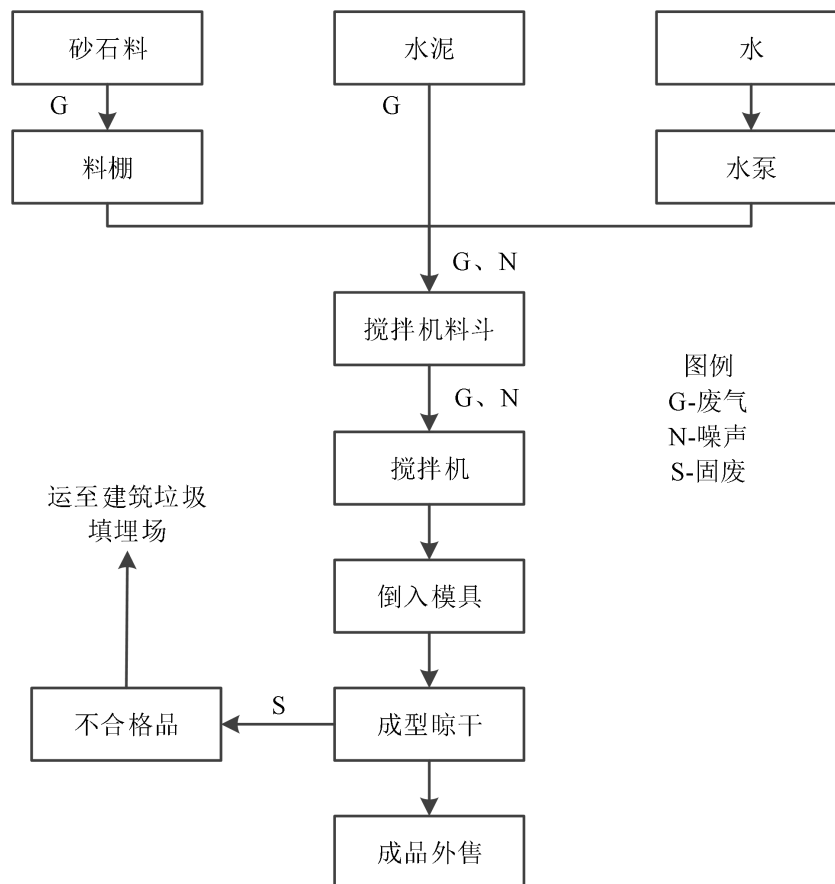 砂石料
水泥
水
G
G
料棚
水泵
G、N
搅拌机料斗
G、N
搅拌机
图例
G-废气
N-噪声
S-固废
运至建筑垃圾
填埋场
倒入模具
不合格品
S
成型晾干
成品外售